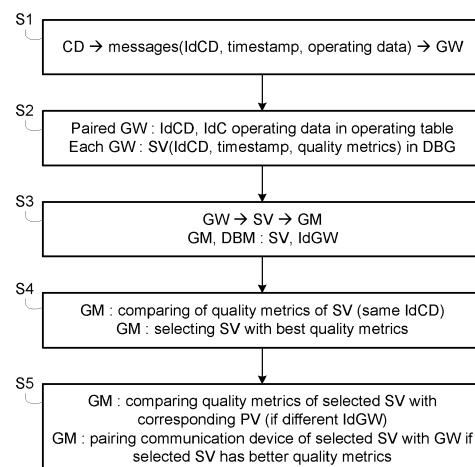 S1
CD → messages(IdCD, timestamp, operating data) → GW
S2
Paired GW : IdCD, IdC operating data in operating table
Each GW : SV(IdCD, timestamp, quality metrics) in DBG
S3
GW → SV → GM
GM, DBM : SV, IdGW
S4
GM : comparing of quality metrics of SV (same IdCD)
GM : selecting SV with best quality metrics
S5
GM : comparing quality metrics of selected SV with
corresponding PV (if different IdGW)
GM : pairing communication device of selected SV with GW if
selected SV has better quality metrics